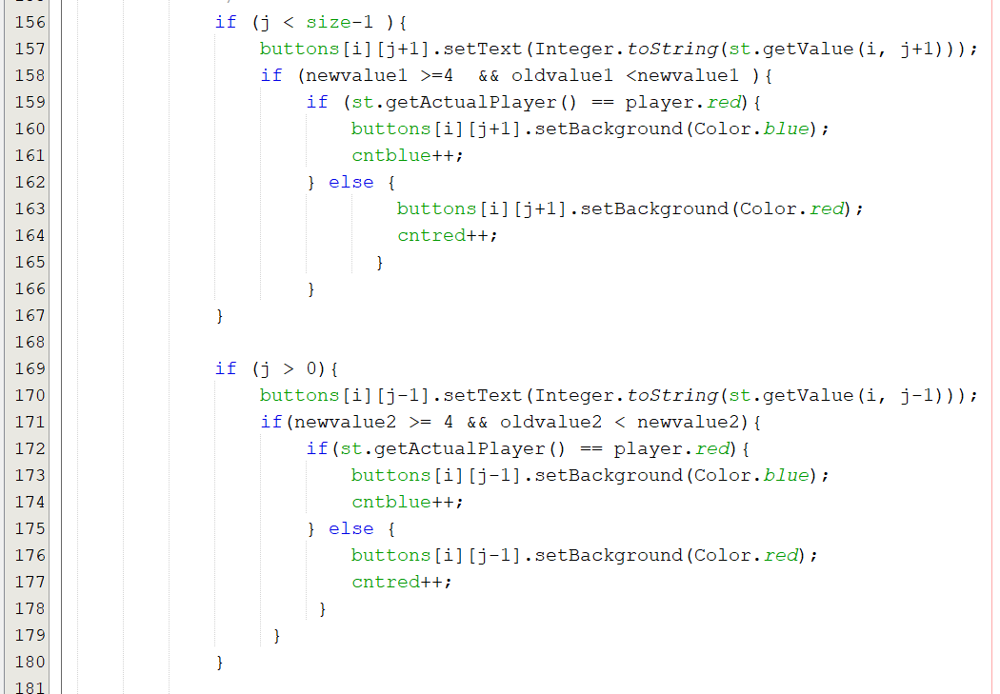 156 if (j < size-1 ){
157 buttons[i][j+1].setText(Integer.toString(st.getValue(i, j+1)));
158 if (newvalue1 >=4  && oldvalue1 <newvalue1 ){
159 if (st.getActualPlayer() == player.red){
160 buttons[i][j+1].setBackground(Color.blue);
161 cntblue++;
162 } else {
163 buttons[i][j+1].setBackground(Color.red);
164 cntred++;
165 }
166 }
167 }
168
169 if (j > 0){
170 buttons[i][j-1].setText(Integer.toString(st.getValue(i, j-1)));
171 if(newvalue2 >= 4 && oldvalue2 < newvalue2){
172 if(st.getActualPlayer() == player.red){
173 buttons[i][j-1].setBackground(Color.blue);
174 cntblue++;
175 } else {
176 buttons[i][j-1].setBackground(Color.red);
177 cntred++;
178 }
179 }
180 }
181